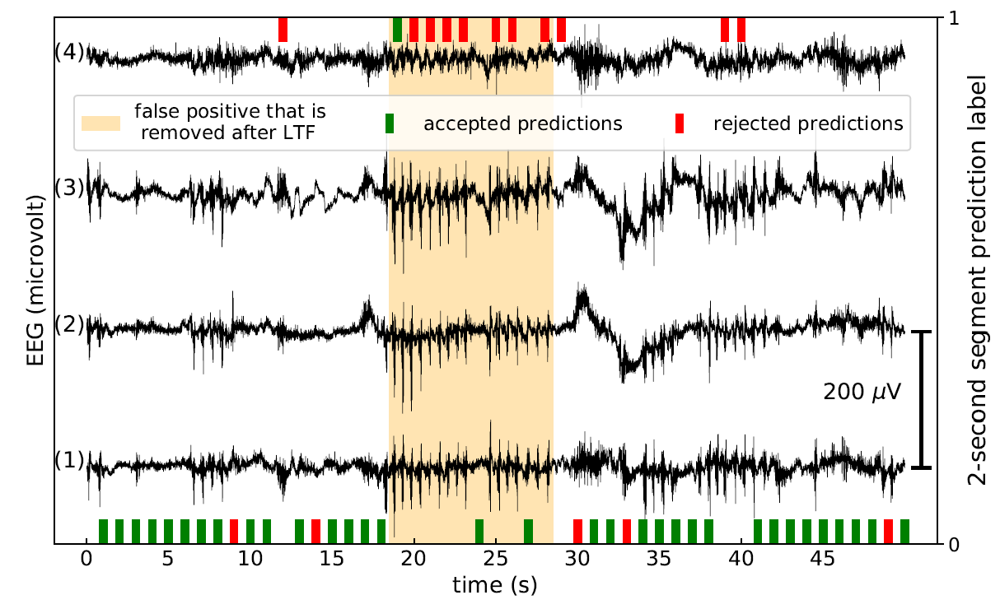 1
(4)
false positive that is
removed after LTF
accepted predictions
rejected predictions
(3)
EEG (microvolt)
2-second segment prediction label
(2)
200 μV
(1)
0
0 5 10 15 20 25 30 35 40 45
time (s)